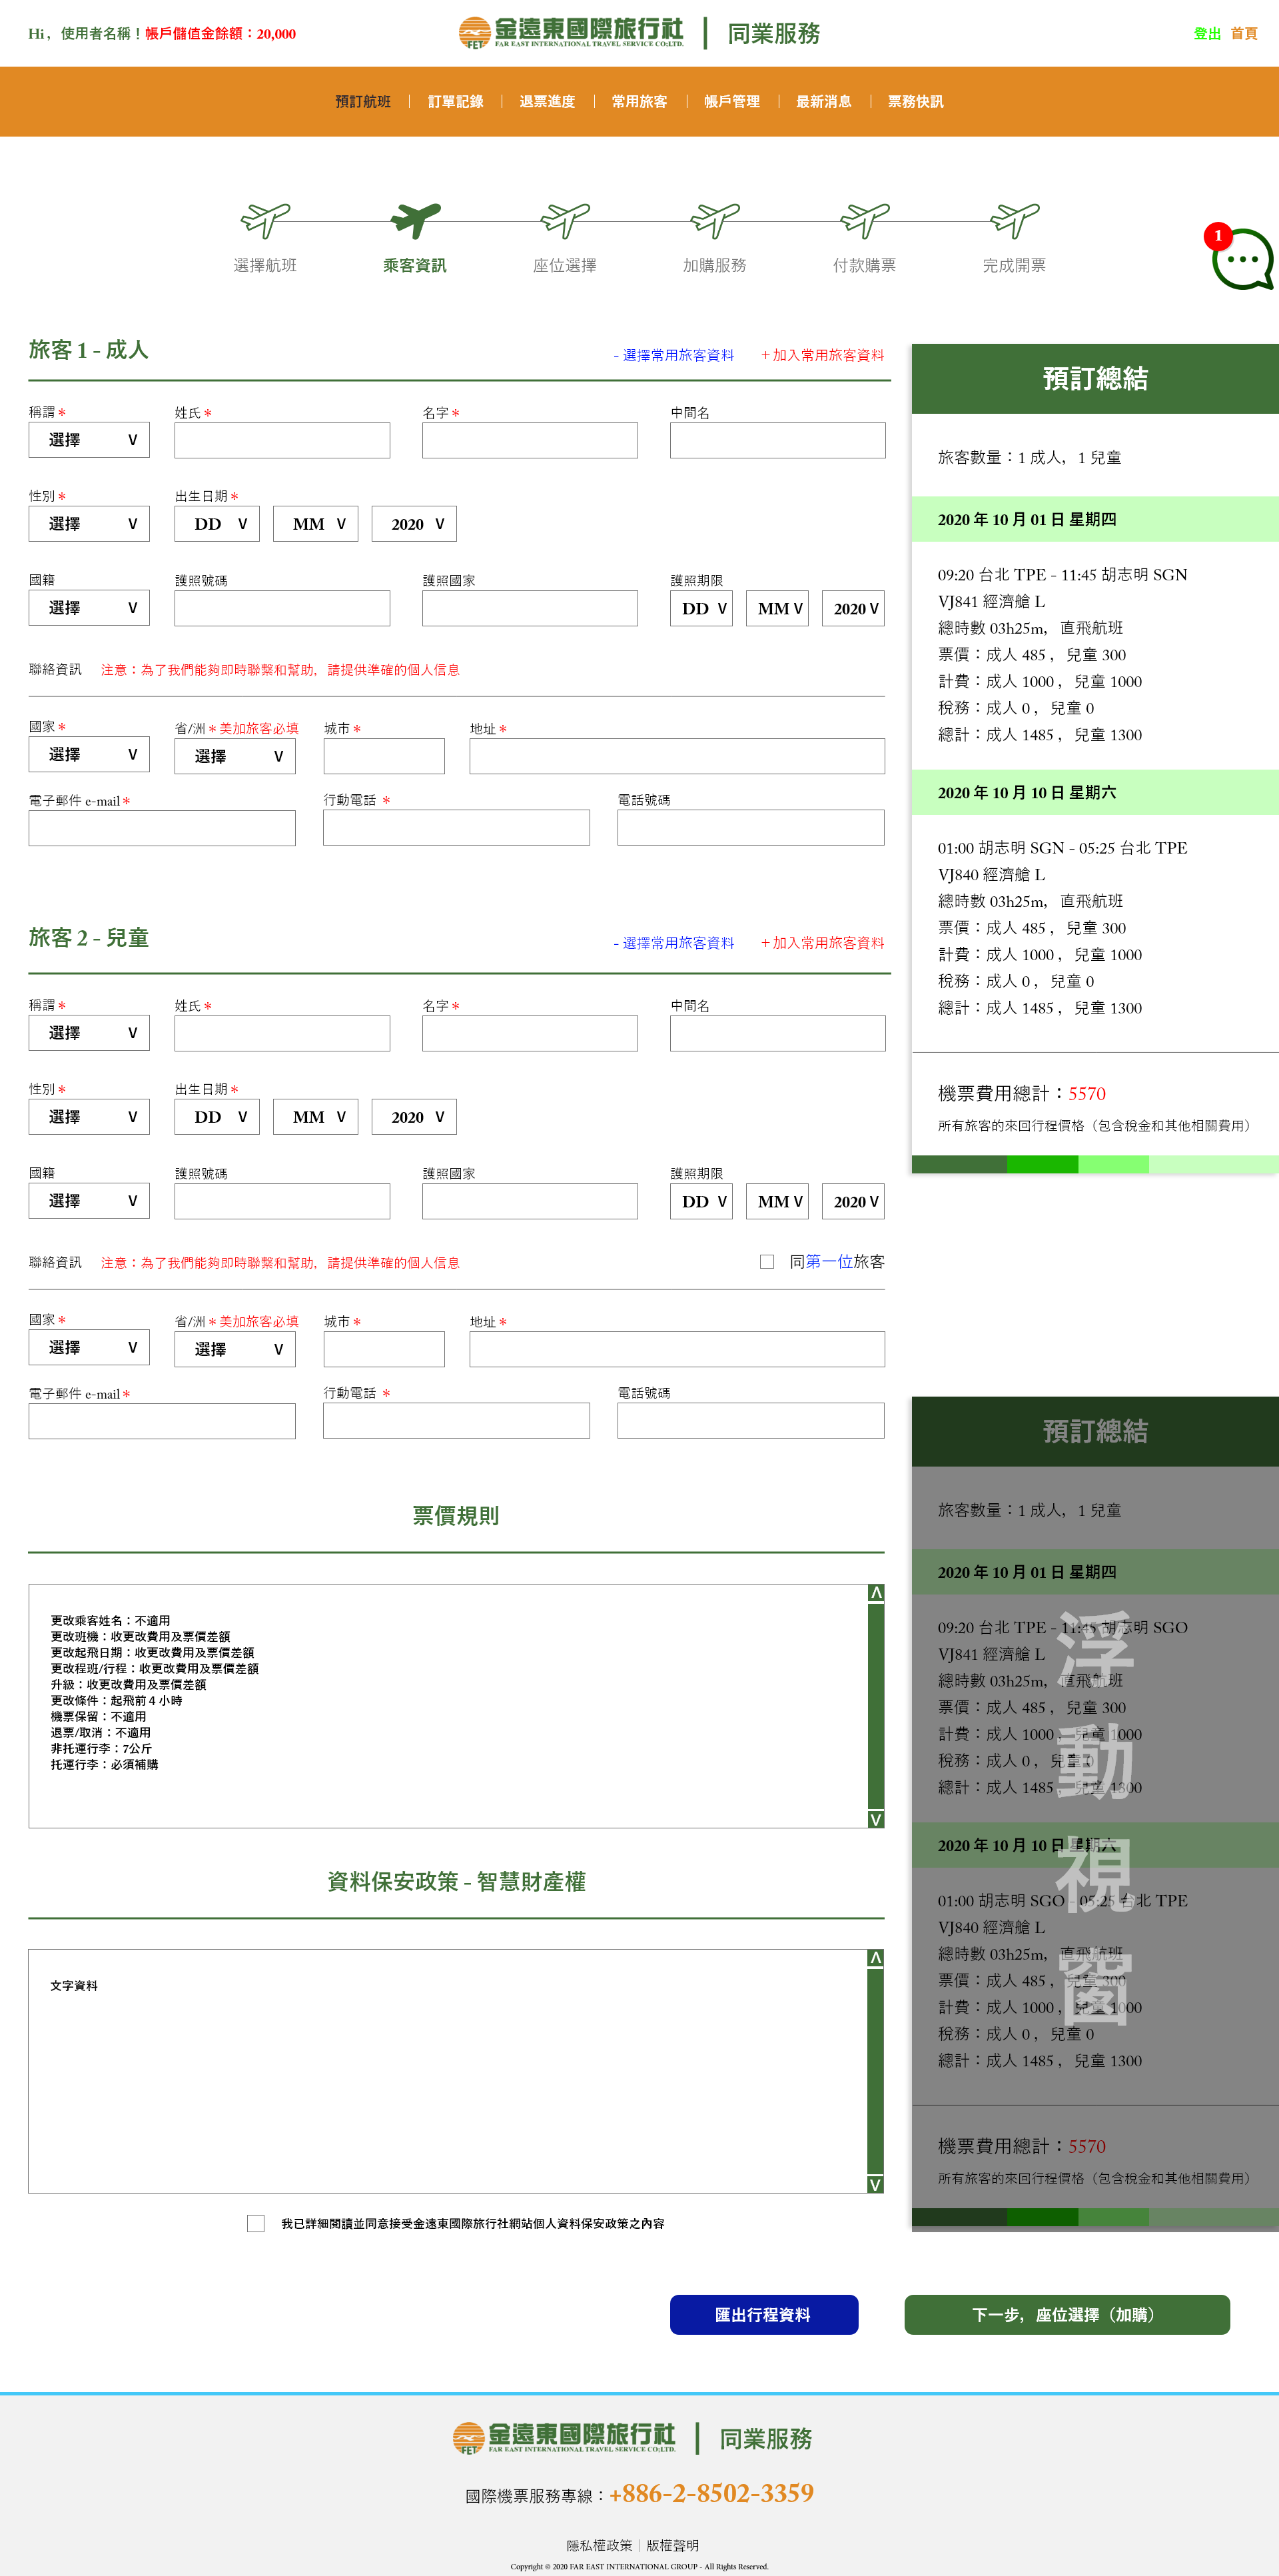 Hi，使用者名稱！帳戶儲值金餘額：20,000
金遠東國際旅行社
FAR EAST INTERNATIONAL TRAVEL SERVICE CO;LTD.
FET
同業服務
登出 首頁
預訂航班 訂單記錄 退票進度 常用旅客 帳戶管理 最新消息 票務快訊
選擇航班 乘客資訊 座位選擇 加購服務 付款購票 完成開票
1
旅客 1 - 成人 - 選擇常用旅客資料 + 加入常用旅客資料
稱謂＊ 姓氏＊ 名字＊ 中間名
選擇 V
性別＊ 出生日期＊
選擇 V DD V MM V 2020 V
國籍 護照號碼 護照國家 護照期限
選擇 V DD V MM V 2020 V
聯絡資訊 注意：為了我們能夠即時聯繫和幫助，請提供準確的個人信息
國家＊ 省/洲＊美加旅客必填 城市＊ 地址＊
選擇 V 選擇 V
電子郵件 e-mail＊ 行動電話 ＊ 電話號碼
旅客 2 - 兒童 - 選擇常用旅客資料 + 加入常用旅客資料
稱謂＊ 姓氏＊ 名字＊ 中間名
選擇 V
性別＊ 出生日期＊
選擇 V DD V MM V 2020 V
國籍 護照號碼 護照國家 護照期限
選擇 V DD V MM V 2020 V
聯絡資訊 注意：為了我們能夠即時聯繫和幫助，請提供準確的個人信息 同第一位旅客
國家＊ 省/洲＊美加旅客必填 城市＊ 地址＊
選擇 V 選擇 V
電子郵件 e-mail＊ 行動電話 ＊ 電話號碼
預訂總結
旅客數量：1 成人，1 兒童
2020 年 10 月 01 日 星期四
09:20 台北 TPE - 11:45 胡志明 SGN
VJ841 經濟艙 L
總時數 03h25m，直飛航班
票價：成人 485，兒童 300
計費：成人 1000，兒童 1000
稅務：成人 0，兒童 0
總計：成人 1485，兒童 1300
2020 年 10 月 10 日 星期六
01:00 胡志明 SGN - 05:25 台北 TPE
VJ840 經濟艙 L
總時數 03h25m，直飛航班
票價：成人 485，兒童 300
計費：成人 1000，兒童 1000
稅務：成人 0，兒童 0
總計：成人 1485，兒童 1300
機票費用總計：5570
所有旅客的來回行程價格（包含稅金和其他相關費用）
預訂總結
旅客數量：1 成人，1 兒童
2020 年 10 月 01 日 星期四
09:20 台北 TPE - 11:45 胡志明 SGO
VJ841 經濟艙 L
總時數 03h25m，直飛航班
票價：成人 485，兒童 300
計費：成人 1000，兒童 1000
稅務：成人 0，兒童 0
總計：成人 1485，兒童 1300
2020 年 10 月 10 日 星期六
01:00 胡志明 SGO - 05:25 台北 TPE
VJ840 經濟艙 L
總時數 03h25m，直飛航班
票價：成人 485，兒童 300
計費：成人 1000，兒童 1000
稅務：成人 0，兒童 0
總計：成人 1485，兒童 1300
機票費用總計：5570
所有旅客的來回行程價格（包含稅金和其他相關費用）
浮動視窗
票價規則
更改乘客姓名：不適用
更改班機：收更改費用及票價差額
更改起飛日期：收更改費用及票價差額
更改程班/行程：收更改費用及票價差額
升級：收更改費用及票價差額
更改條件：起飛前 4 小時
機票保留：不適用
退票/取消：不適用
非托運行李：7公斤
托運行李：必須補購
資料保安政策 - 智慧財產權
文字資料
我已詳細閱讀並同意接受金遠東國際旅行社網站個人資料保安政策之內容
匯出行程資料 下一步，座位選擇（加購）
金遠東國際旅行社
FAR EAST INTERNATIONAL TRAVEL SERVICE CO;LTD.
FET
同業服務
國際機票服務專線：+886-2-8502-3359
隱私權政策｜版權聲明
Copyright © 2020 FAR EAST INTERNATIONAL GROUP - All Rights Reserved.